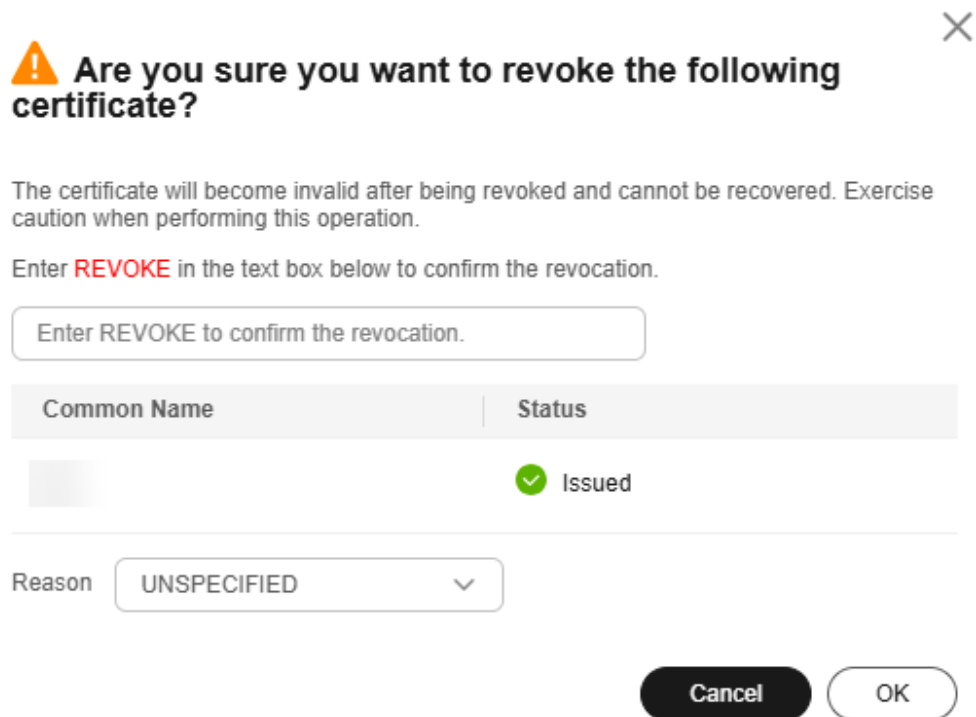 Are you sure you want to revoke the following
certificate?
The certificate will become invalid after being revoked and cannot be recovered. Exercise
caution when performing this operation.
Enter REVOKE in the text box below to confirm the revocation.
Enter REVOKE to confirm the revocation.
Common Name Status
Issued
Reason UNSPECIFIED
Cancel OK